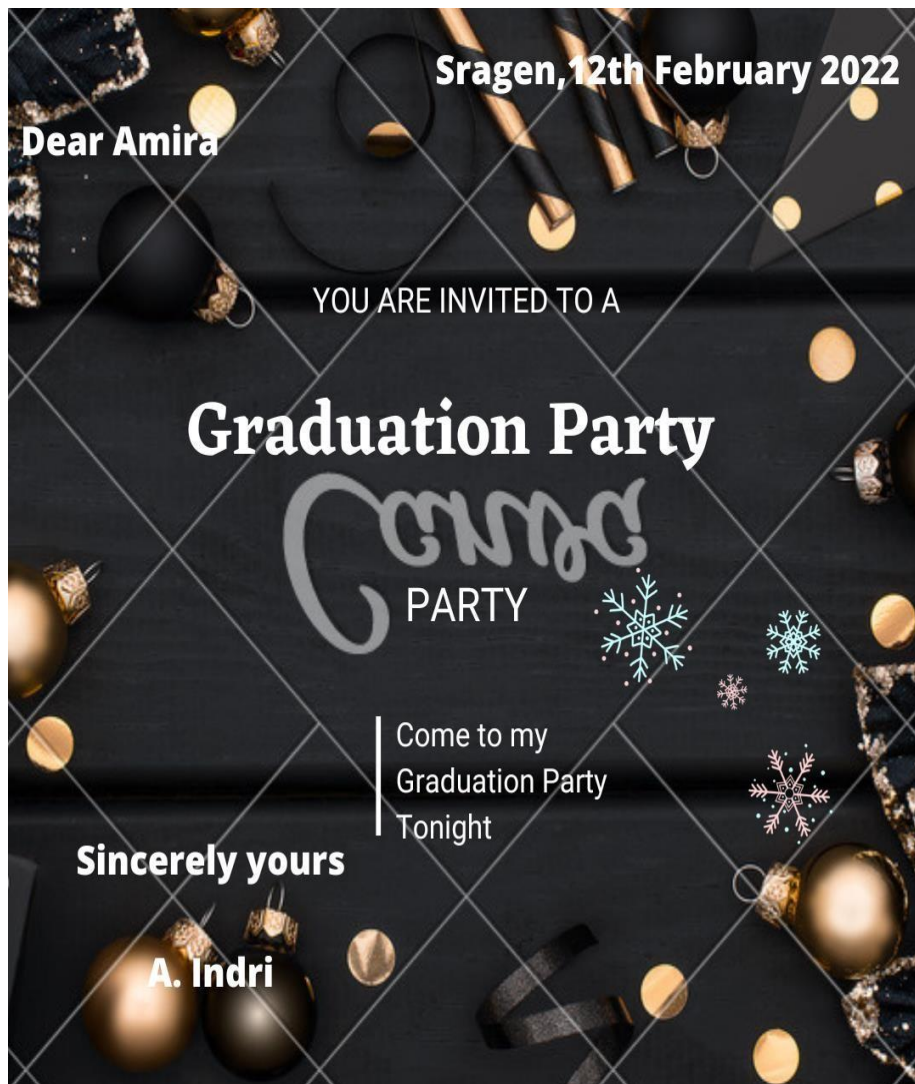 Sragen,12th February 2022
Dear Amira
YOU ARE INVITED TO A
Graduation Party
Canva
PARTY
Come to my
Graduation Party
Tonight
Sincerely yours
A. Indri